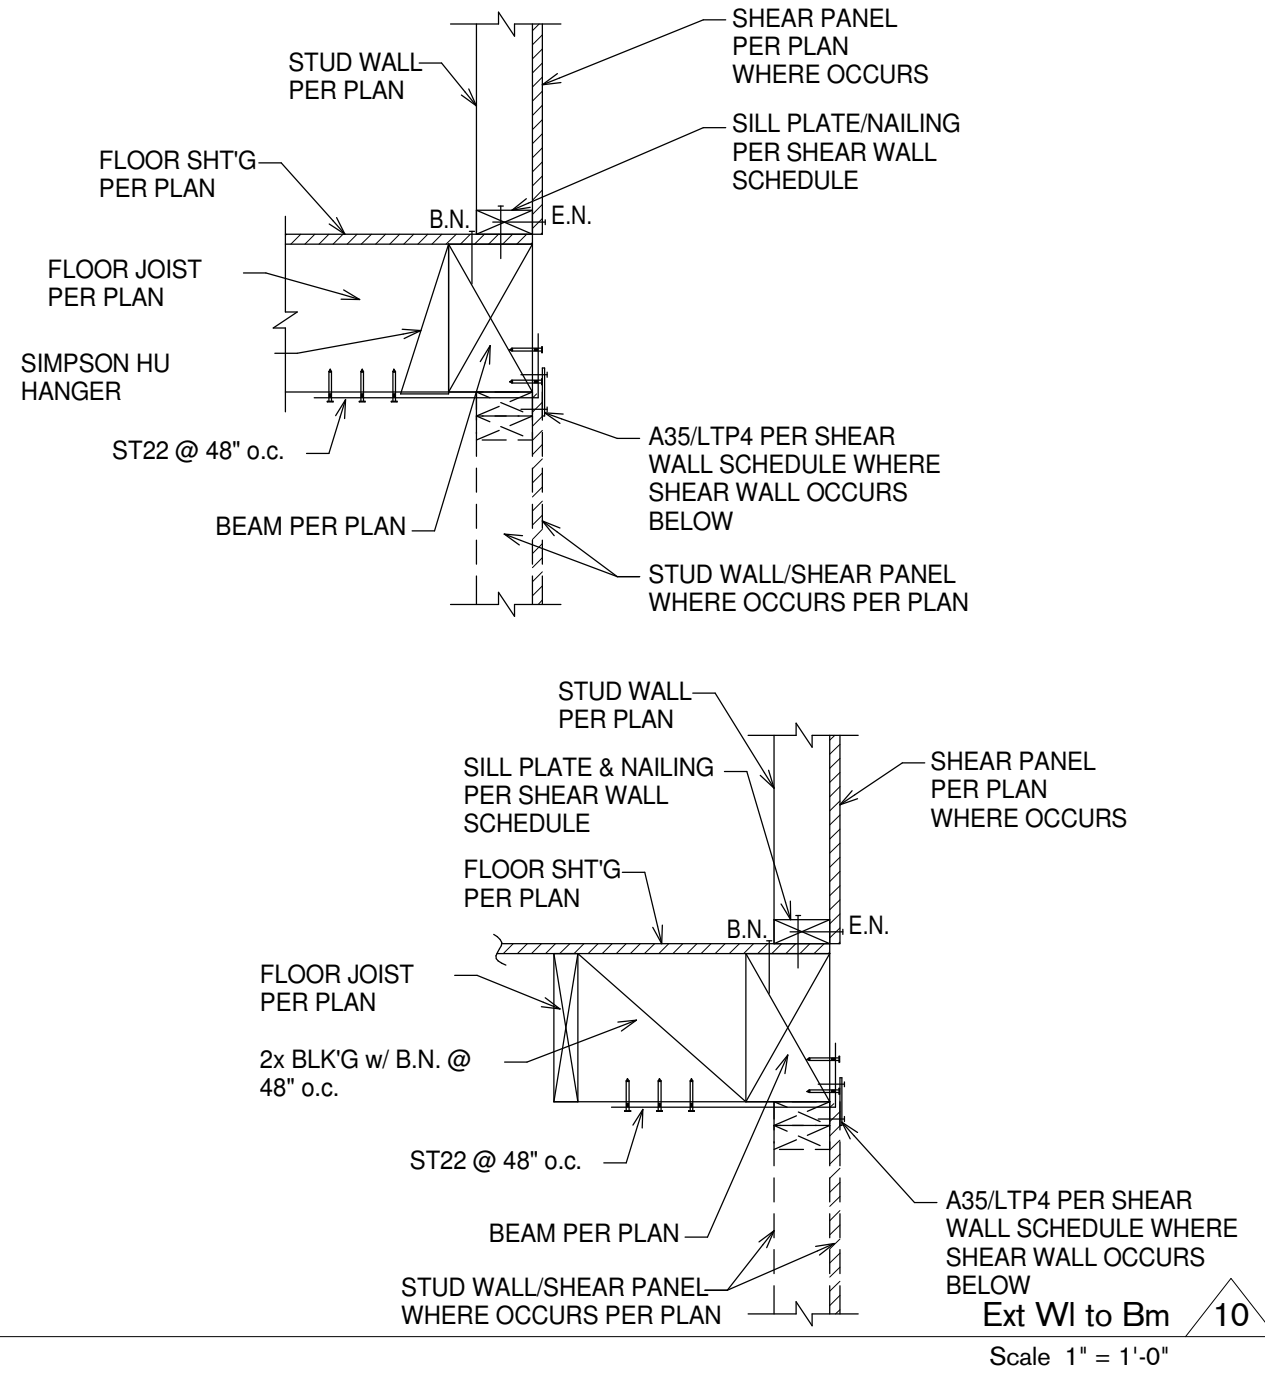 SHEAR PANEL
PER PLAN
WHERE OCCURS
STUD WALL
PER PLAN
SILL PLATE/NAILING
PER SHEAR WALL
SCHEDULE
FLOOR SHT'G
PER PLAN
B.N.
E.N.
FLOOR JOIST
PER PLAN
SIMPSON HU
HANGER
ST22 @ 48" o.c.
A35/LTP4 PER SHEAR
WALL SCHEDULE WHERE
SHEAR WALL OCCURS
BELOW
BEAM PER PLAN
STUD WALL/SHEAR PANEL
WHERE OCCURS PER PLAN
STUD WALL
PER PLAN
SILL PLATE & NAILING
PER SHEAR WALL
SCHEDULE
SHEAR PANEL
PER PLAN
WHERE OCCURS
FLOOR SHT'G
PER PLAN
B.N.
E.N.
FLOOR JOIST
PER PLAN
2x BLK'G w/ B.N. @
48" o.c.
ST22 @ 48" o.c.
BEAM PER PLAN
A35/LTP4 PER SHEAR
WALL SCHEDULE WHERE
SHEAR WALL OCCURS
BELOW
STUD WALL/SHEAR PANEL
WHERE OCCURS PER PLAN
Ext Wl to Bm 10
Scale 1" = 1'-0"